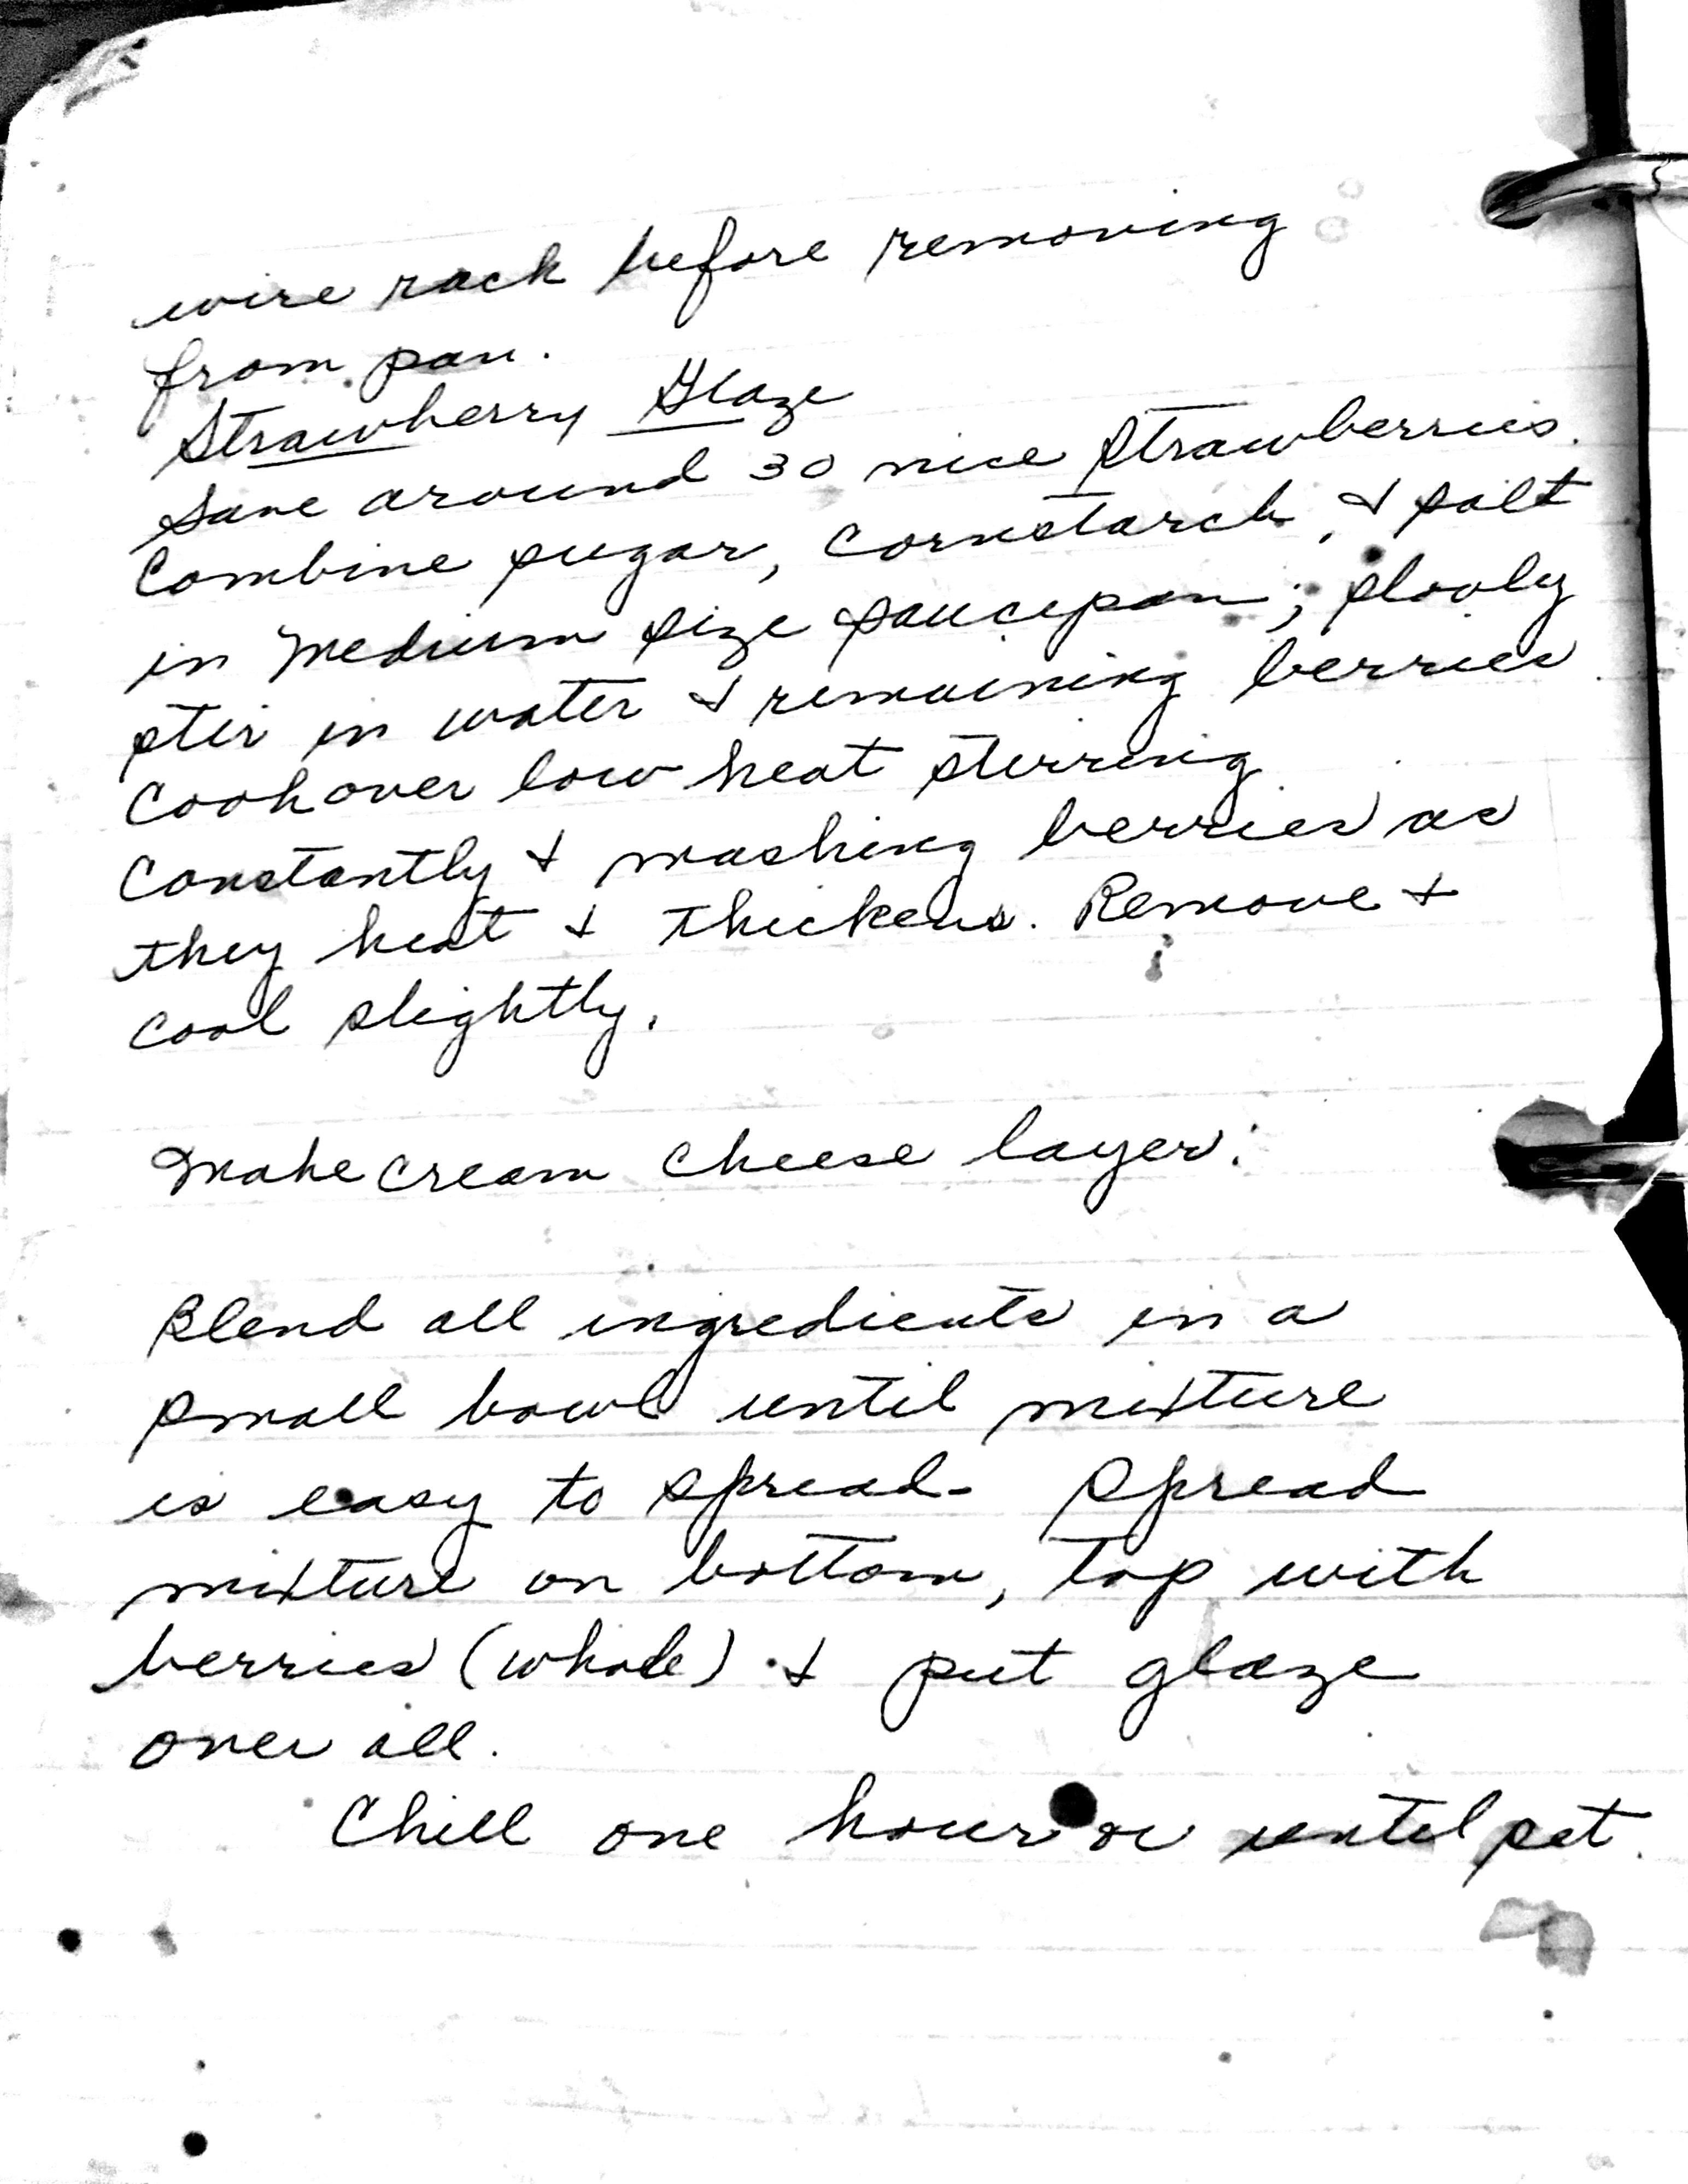 wire rack before removing
from pan.
Strawberry Glaze
Save around 30 nice strawberries.
Combine sugar, cornstarch, & salt
in medium size saucepan; slowly
stir in water & remaining berries
Cook over low heat stirring
constantly & mashing berries as
they heat & thickens. Remove &
cool slightly.
Make cream cheese layer:
Blend all ingredients in a
small bowl until mixture
is easy to spread. Spread
mixture on bottom, top with
berries (whole) & put glaze
over all.
Chill one hour or until set.